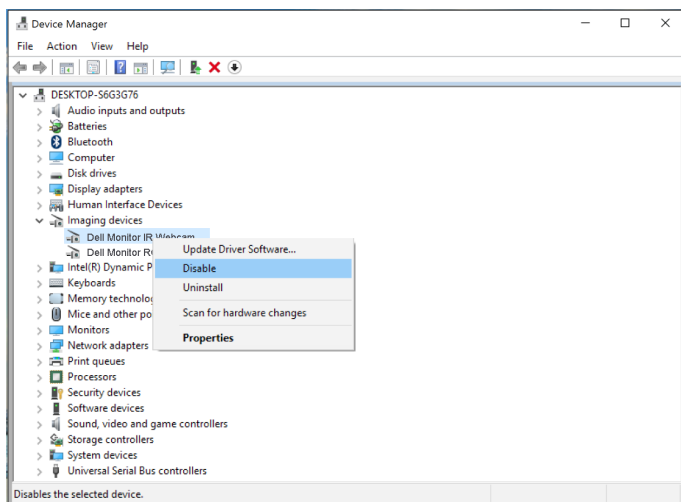 Device Manager
File Action View Help
DESKTOP-S6G3G76
Audio inputs and outputs
Batteries
Bluetooth
Computer
Disk drives
Display adapters
Human Interface Devices
Imaging devices
Dell Monitor IR Webcam
Dell Monitor
Intel(R) Dynamic
Keyboards
Memory
Mice and other
Monitors
Network adapters
Print queues
Processors
Security devices
Software devices
Sound, video and game controllers
Storage controllers
System devices
Universal Serial Bus controllers
Update Driver Software...
Disable
Uninstall
Scan for hardware changes
Properties
Disables the selected device.